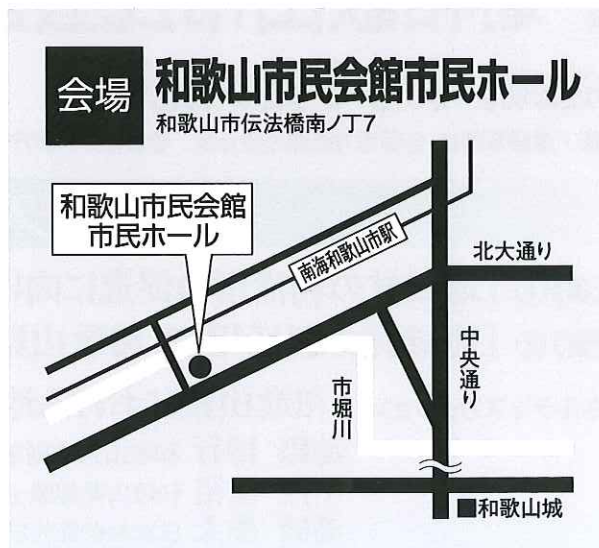 会場
和歌山市民会館市民ホール
和歌山市伝法橋南ノ丁7
和歌山市民会館
市民ホール
南海和歌山市駅
北大通り
中央通り
市堀川
■和歌山城